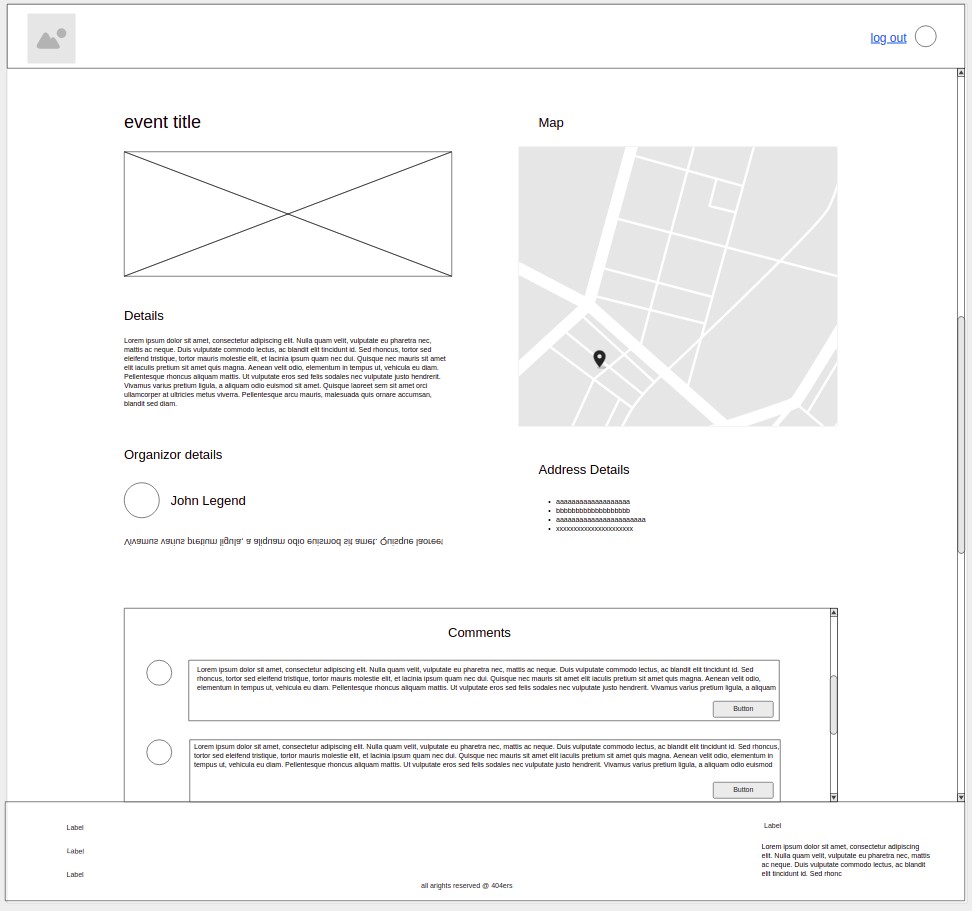 log out
event title
Details
Lorem ipsum dolor sit amet, consectetur adipiscing elit. Nulla quam velit, vulputate eu pharetra nec,
mattis ac neque. Duis vulputate commodo lectus, ac blandit elit tincidunt id. Sed rhoncus, tortor sed
eleifend tristique, tortor mauris molestie elit, et lacinia ipsum quam nec dui. Quisque nec mauris sit amet
elit iaculis pretium sit amet quis magna. Aenean velit odio, elementum in tempus ut, vehicula eu diam.
Pellentesque rhoncus aliquam mattis. Ut vulputate eros sed felis sodales nec vulputate justo hendrerit.
Vivamus varius pretium ligula, a aliquam odio euismod sit amet. Quisque laoreet sem sit amet orci
ullamcorper at ultricies metus viverra. Pellentesque arcu mauris, malesuada quis ornare accumsan,
blandit sed diam.
Organizor details
John Legend
Vivamus varius pretium ligula, a aliquam odio euismod sit amet. Quisque laoreet
Map
Address Details
• aaaaaaaaaaaaaaaaaaa
• bbbbbbbbbbbbbbbbbbb
• aaaaaaaaaaaaaaaaaaaaaaa
• xxxxxxxxxxxxxxxxxxxxxx
Comments
Lorem ipsum dolor sit amet, consectetur adipiscing elit. Nulla quam velit, vulputate eu pharetra nec, mattis ac neque. Duis vulputate commodo lectus, ac blandit elit tincidunt id. Sed
rhoncus, tortor sed eleifend tristique, tortor mauris molestie elit, et lacinia ipsum quam nec dui. Quisque nec mauris sit amet elit iaculis pretium sit amet quis magna. Aenean velit odio,
elementum in tempus ut, vehicula eu diam. Pellentesque rhoncus aliquam mattis. Ut vulputate eros sed felis sodales nec vulputate justo hendrerit. Vivamus varius pretium ligula, a aliquam
Button
Lorem ipsum dolor sit amet, consectetur adipiscing elit. Nulla quam velit, vulputate eu pharetra nec, mattis ac neque. Duis vulputate commodo lectus, ac blandit elit tincidunt id. Sed rhoncus,
tortor sed eleifend tristique, tortor mauris molestie elit, et lacinia ipsum quam nec dui. Quisque nec mauris sit amet elit iaculis pretium sit amet quis magna. Aenean velit odio, elementum in
tempus ut, vehicula eu diam. Pellentesque rhoncus aliquam mattis. Ut vulputate eros sed felis sodales nec vulputate justo hendrerit. Vivamus varius pretium ligula, a aliquam odio euismod
Button
Label
Label
Label
all arights reserved @ 404ers
Label
Lorem ipsum dolor sit amet, consectetur adipiscing
elit. Nulla quam velit, vulputate eu pharetra nec, mattis
ac neque. Duis vulputate commodo lectus, ac blandit
elit tincidunt id. Sed rhonc